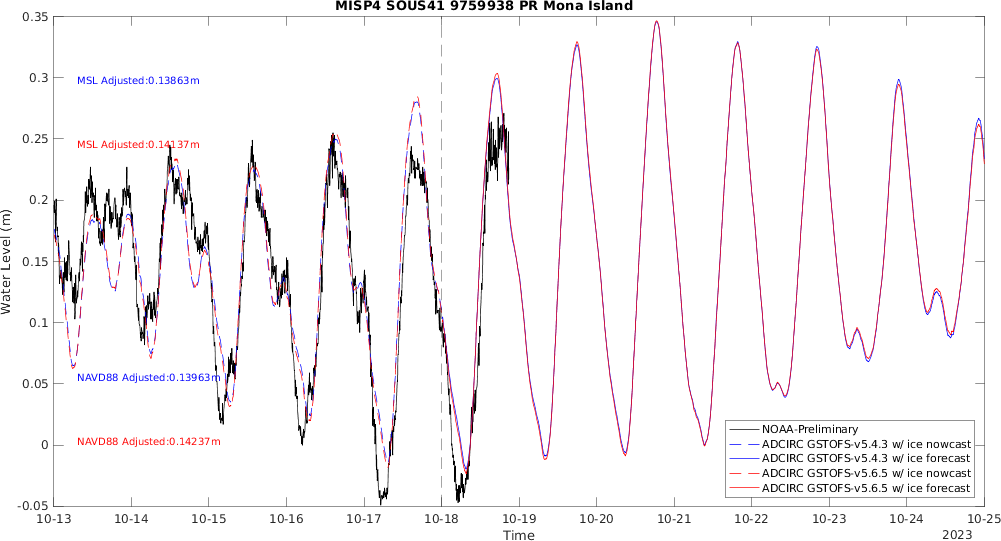 MISP4 SOUS41 9759938 PR Mona Island
0.35
0.3
0.25
0.2
0.15
0.1
0.05
0
-0.05
Water Level (m)
MSL Adjusted:0.13863m
MSL Adjusted:0.14137m
NAVD88 Adjusted:0.13963m
NAVD88 Adjusted:0.14237m
NOAA-Preliminary
ADCIRC GSTOFS-v5.4.3 w/ ice nowcast
ADCIRC GSTOFS-v5.4.3 w/ ice forecast
ADCIRC GSTOFS-v5.6.5 w/ ice nowcast
ADCIRC GSTOFS-v5.6.5 w/ ice forecast
10-13 10-14 10-15 10-16 10-17 10-18 10-19 10-20 10-21 10-22 10-23 10-24 10-25
Time
2023